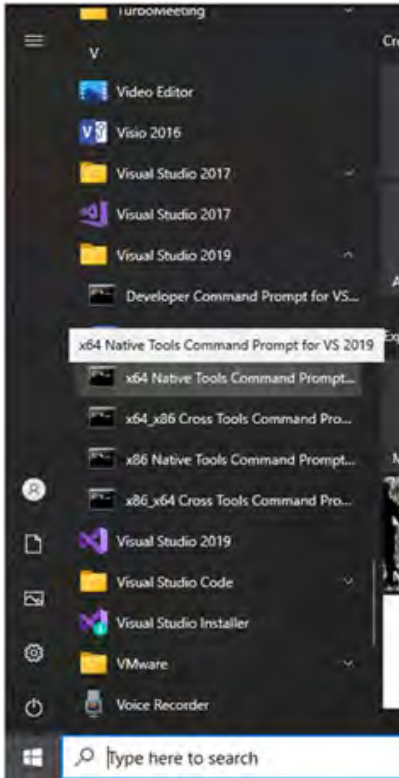 TurboMeeting
Cre
V
Video Editor
Visio 2016
Visual Studio 2017
Visual Studio 2017
Visual Studio 2019
Developer Command Prompt for VS...
x64 Native Tools Command Prompt for VS 2019
x64 Native Tools Command Prompt...
x64_x86 Cross Tools Command Pro...
x86 Native Tools Command Prompt...
x86_x64 Cross Tools Command Pro...
Visual Studio 2019
Visual Studio Code
Visual Studio Installer
VMware
Voice Recorder
Type here to search